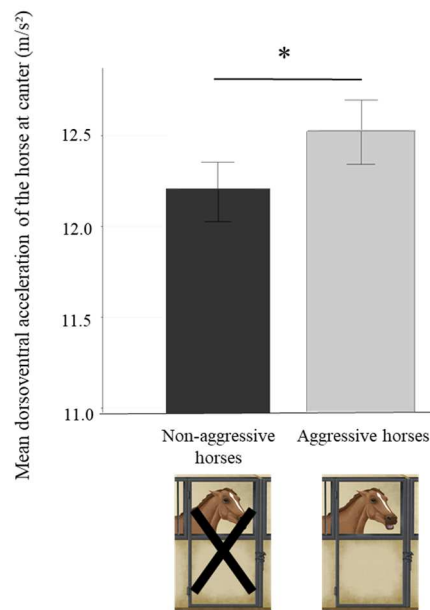 Mean dorsoventral acceleration of the horse at canter (m/s²)
*
12.5
12.0
11.5
11.0
Non-aggressive
horses
Aggressive horses